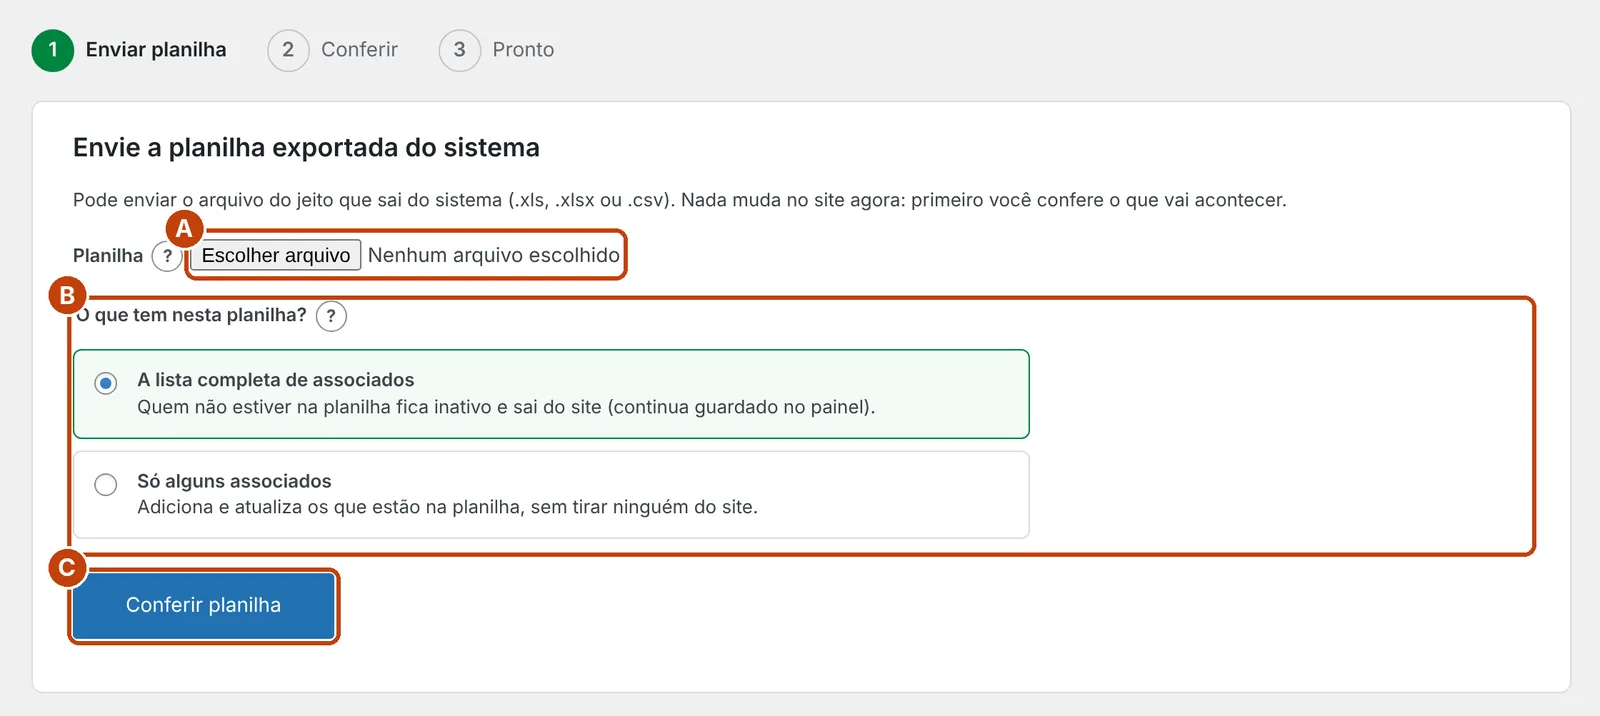 1 Enviar planilha 2 Conferir 3 Pronto
Envie a planilha exportada do sistema
Pode enviar o arquivo do jeito que sai do sistema (.xls, .xlsx ou .csv). Nada muda no site agora: primeiro você confere o que vai acontecer.
A
Planilha ? Escolher arquivo Nenhum arquivo escolhido
B
O que tem nesta planilha? ?
A lista completa de associados
Quem não estiver na planilha fica inativo e sai do site (continua guardado no painel).
Só alguns associados
Adiciona e atualiza os que estão na planilha, sem tirar ninguém do site.
C
Conferir planilha